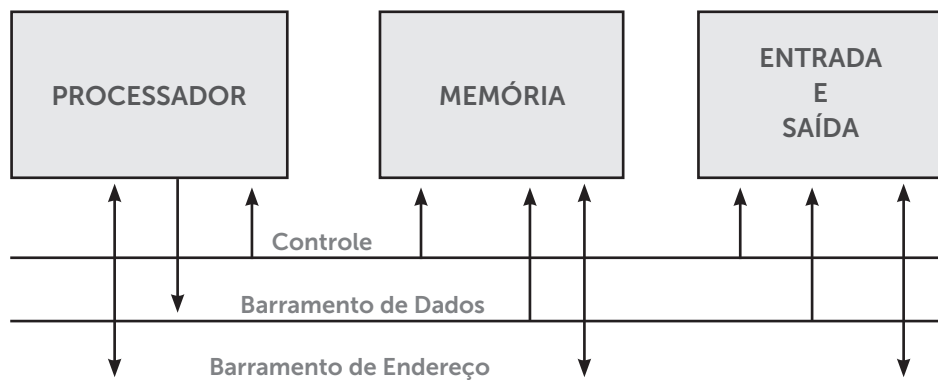 PROCESSADOR
MEMÓRIA
ENTRADA
E
SAÍDA
Controle
Barramento de Dados
Barramento de Endereço